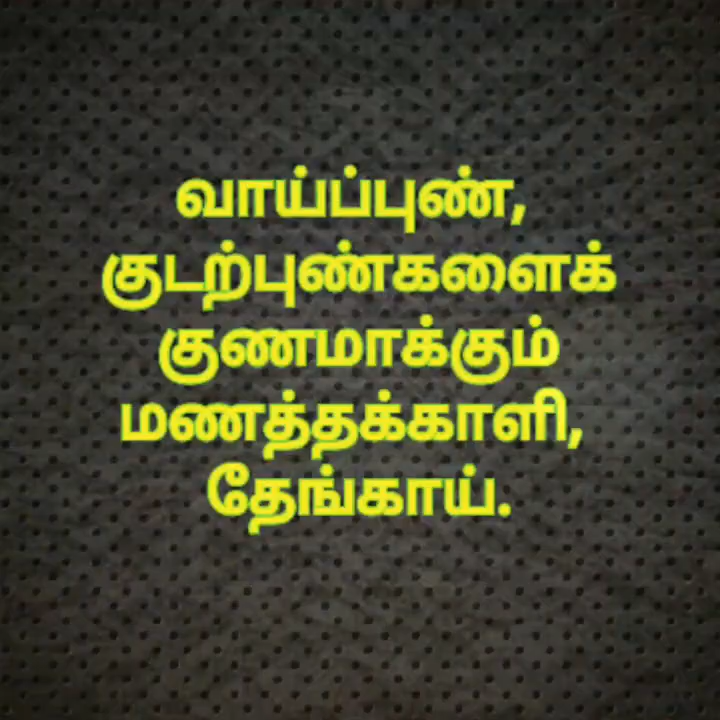 வாய்ப்புண்,
குடற்புண்களைக்
குணமாக்கும்
மணத்தக்காளி,
தேங்காய்.